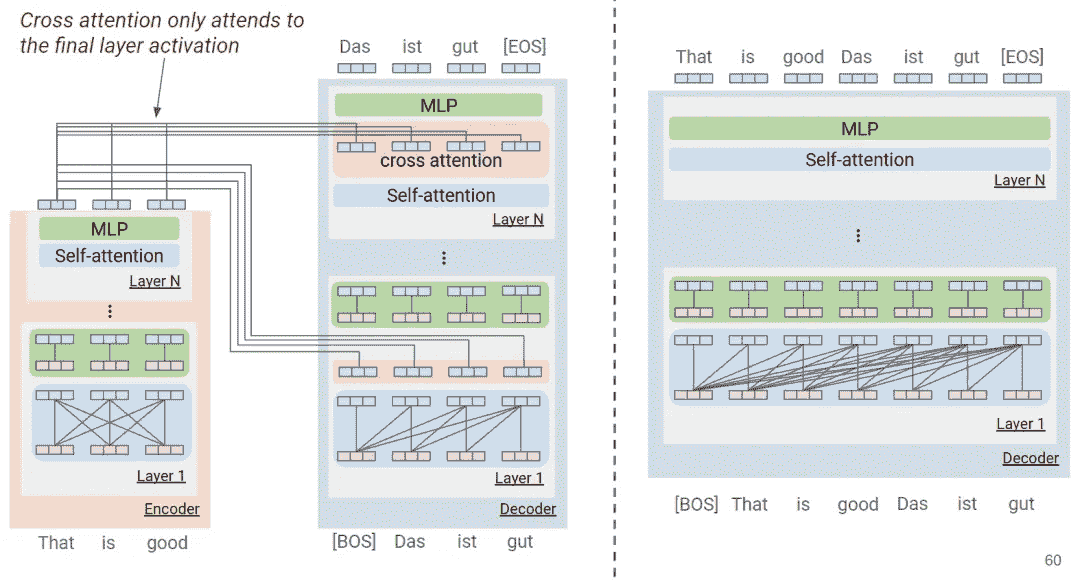 Cross attention only attends to
the final layer activation
Das ist gut [EOS]
MLP
cross attention
Self-attention
Layer N
⋮
Layer 1
Decoder
[BOS] Das ist gut
MLP
Self-attention
Layer N
⋮
Layer 1
Encoder
That is good
That is good Das ist gut [EOS]
MLP
Self-attention
Layer N
⋮
Layer 1
Decoder
[BOS] That is good Das ist gut
60